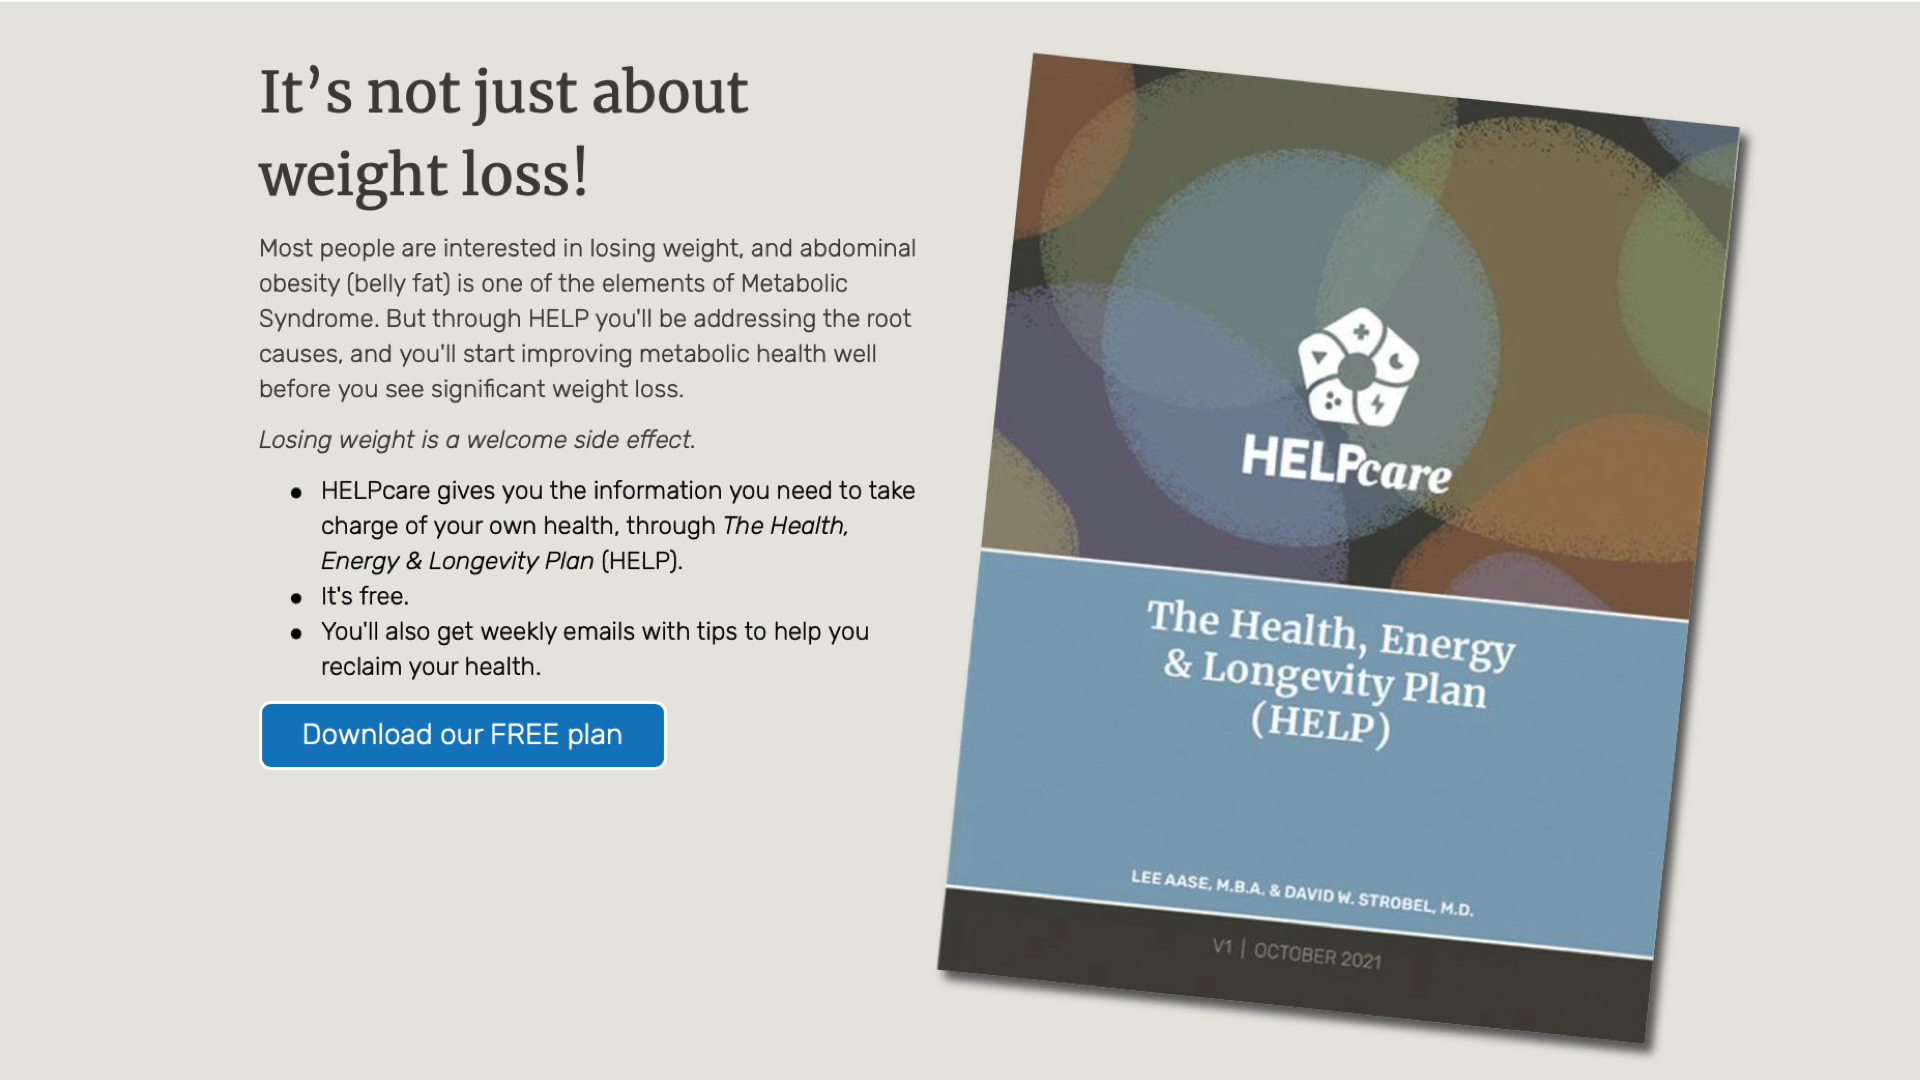 It’s not just about
weight loss!
Most people are interested in losing weight, and abdominal
obesity (belly fat) is one of the elements of Metabolic
Syndrome. But through HELP you'll be addressing the root
causes, and you'll start improving metabolic health well
before you see significant weight loss.
Losing weight is a welcome side effect.
● HELPcare gives you the information you need to take
charge of your own health, through The Health,
Energy & Longevity Plan (HELP).
● It's free.
● You'll also get weekly emails with tips to help you
reclaim your health.
Download our FREE plan
HELPcare
The Health, Energy
& Longevity Plan
(HELP)
LEE AASE, M.B.A. & DAVID W. STROBEL, M.D.
V1 | OCTOBER 2021